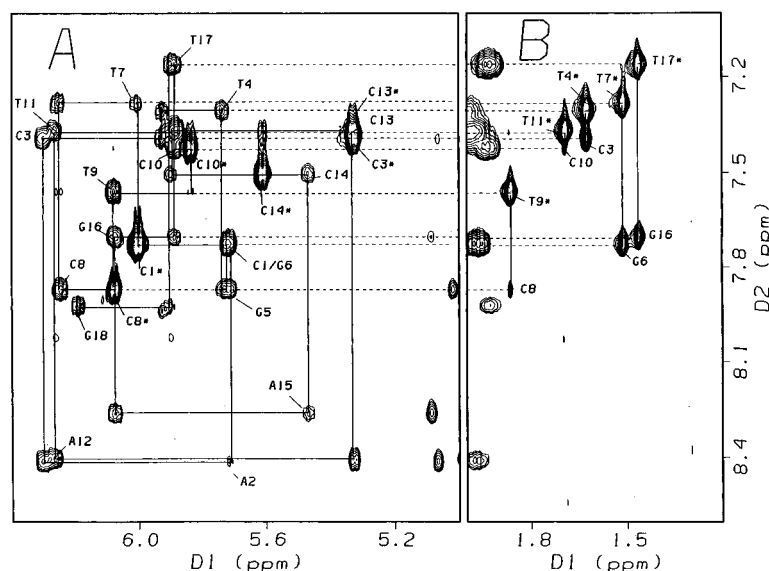 A
B
T17
T17*
7.2
T7
T4
C13*
T4*
T7*
T11
C13
T11*
C3
C10
C10*
C3*
C10
C3
7.5
T9
C14
C14*
T9*
G16
G16
C1*
C1/G6
G6
7.8
C8
C8
C8*
G5
G18
D2 (ppm)
8.1
A15
A12
A2
8.4
6.0
5.6
5.2
1.8
1.5
D1 (ppm)
D1 (ppm)